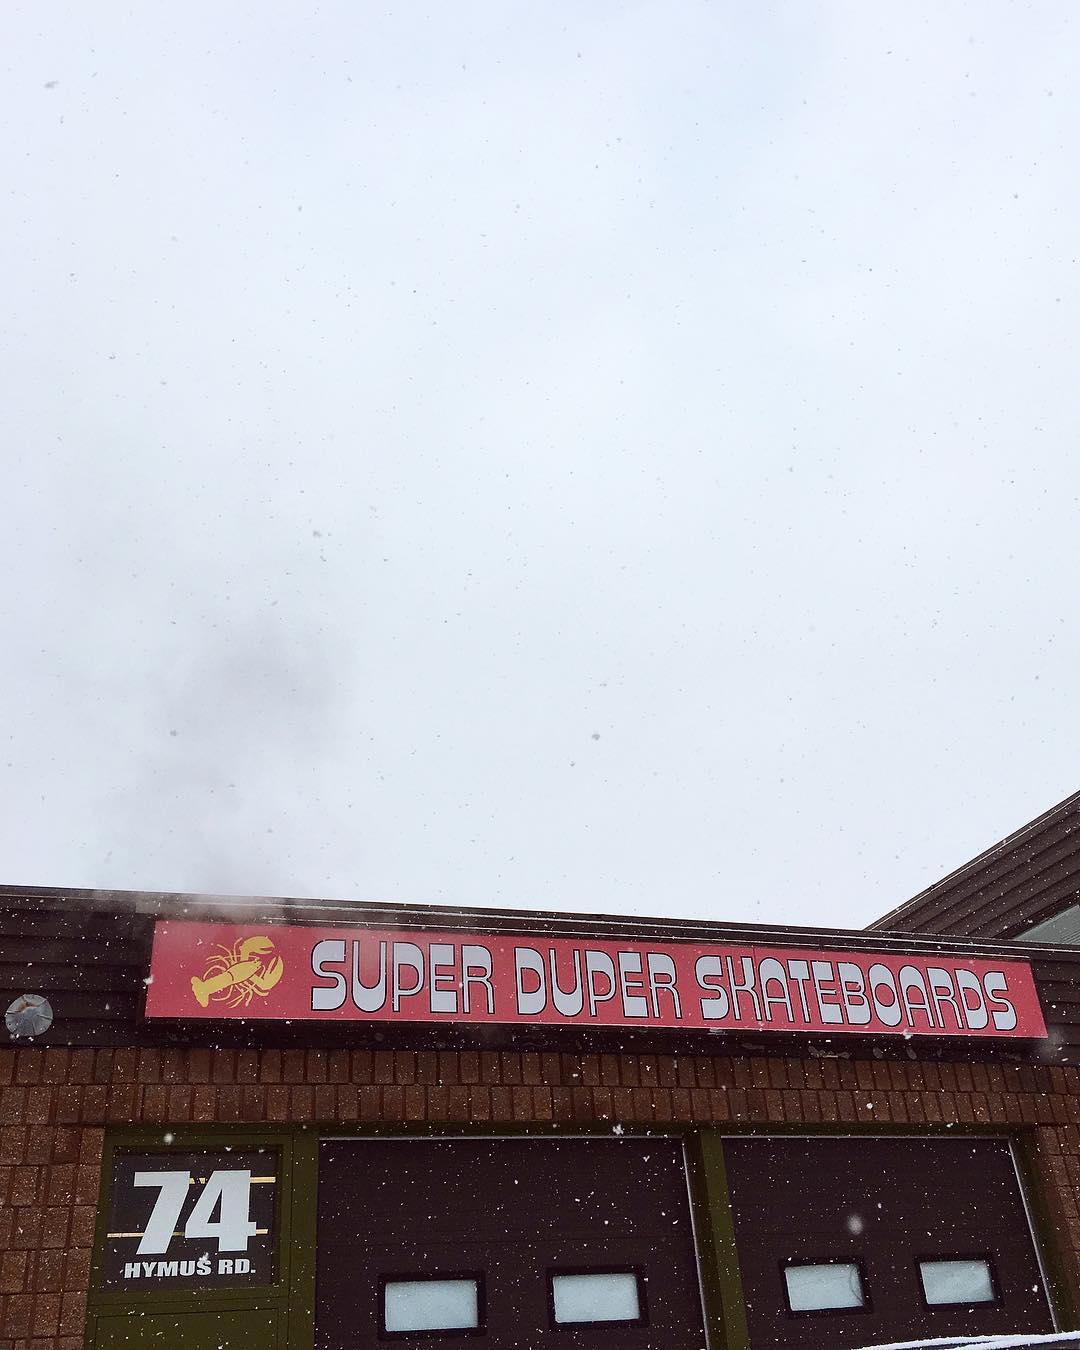 SUPER DUPER SKATEBOARDS
74
HYMUS RD.